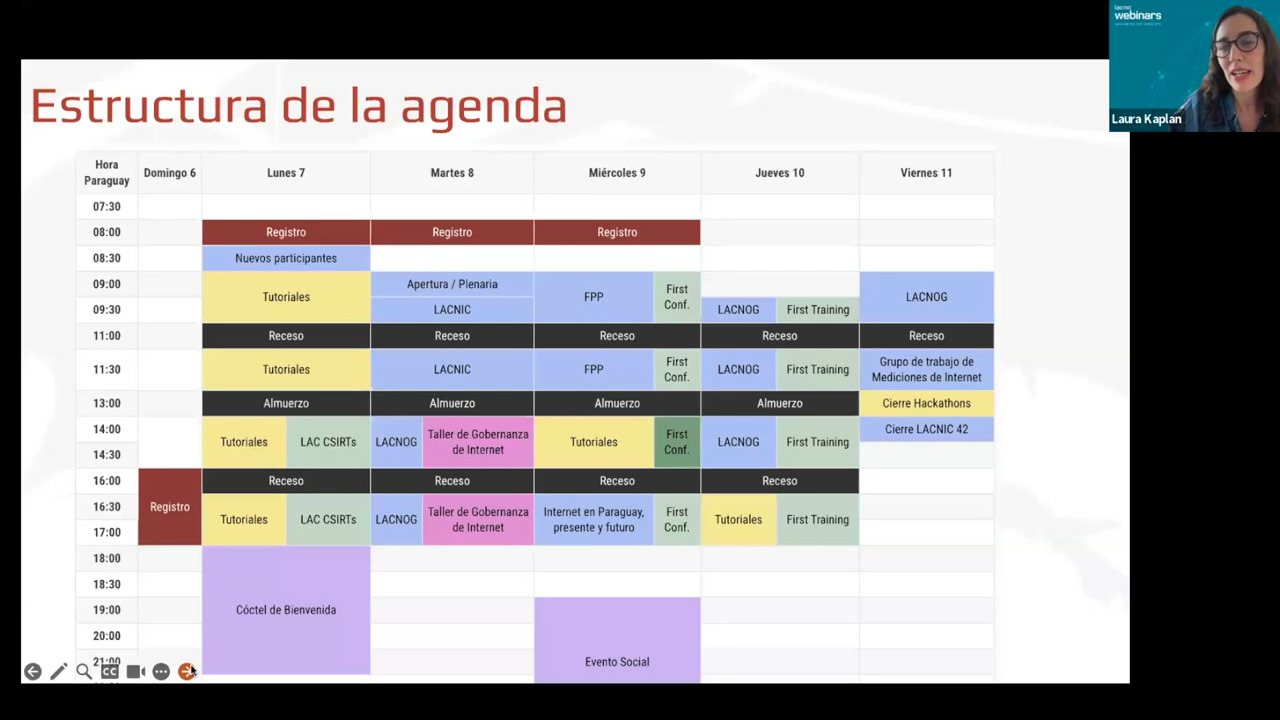 lacnic
webinars
Laura Kaplan
Estructura de la agenda
Hora
Paraguay
Domingo 6
Lunes 7
Martes 8
Miércoles 9
Jueves 10
Viernes 11
07:30
08:00
Registro
Registro
Registro
08:30
Nuevos participantes
09:00
Tutoriales
Apertura / Plenaria
FPP
First
Conf.
LACNOG
09:30
LACNIC
LACNOG
First Training
11:00
Receso
Receso
Receso
Receso
Receso
11:30
Tutoriales
LACNIC
FPP
First
Conf.
LACNOG
First Training
Grupo de trabajo de
Mediciones de Internet
13:00
Almuerzo
Almuerzo
Almuerzo
Almuerzo
Cierre Hackathons
14:00
Tutoriales
LAC CSIRTs
LACNOG
Taller de Gobernanza
de Internet
Tutoriales
First
Conf.
LACNOG
First Training
Cierre LACNIC 42
14:30
16:00
Receso
Receso
Receso
Receso
Registro
16:30
Tutoriales
LAC CSIRTs
LACNOG
Taller de Gobernanza
de Internet
Internet en Paraguay,
presente y futuro
First
Conf.
Tutoriales
First Training
17:00
18:00
18:30
19:00
Cóctel de Bienvenida
20:00
21:00
Evento Social
CC